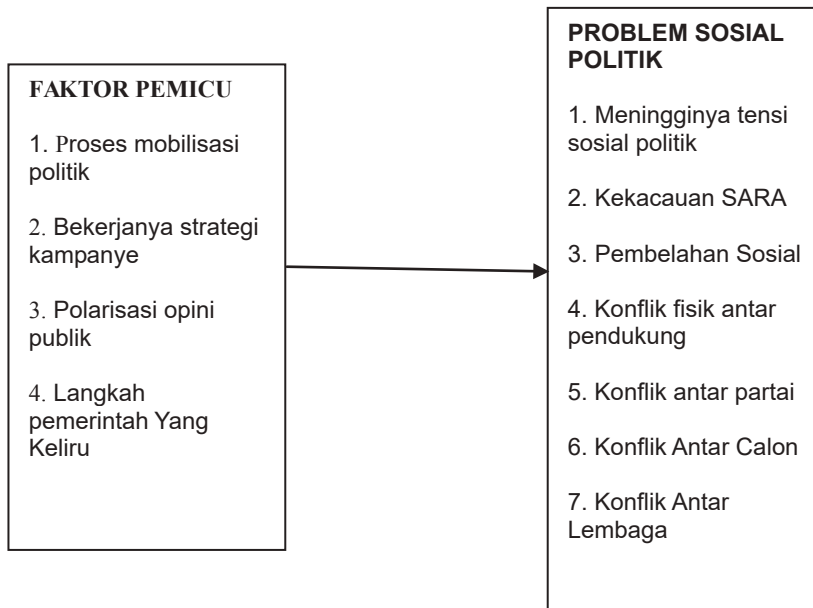 FAKTOR PEMICU
1. Proses mobilisasi
politik
2. Bekerjanya strategi
kampanye
3. Polarisasi opini
publik
4. Langkah
pemerintah Yang
Keliru
PROBLEM SOSIAL
POLITIK
1. Meningginya tensi
sosial politik
2. Kekacauan SARA
3. Pembelahan Sosial
4. Konflik fisik antar
pendukung
5. Konflik antar partai
6. Konflik Antar Calon
7. Konflik Antar
Lembaga